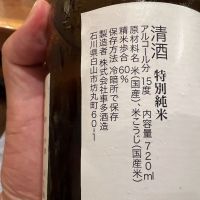 清酒 特別純米
アルコール分 15度 内容量 720ml
原材料名 米(国産)、米こうじ(国産米)
精米歩合 60%
保存方法 冷暗所で保存
製造者 株式会社車多酒造
石川県白山市坊丸町60-1